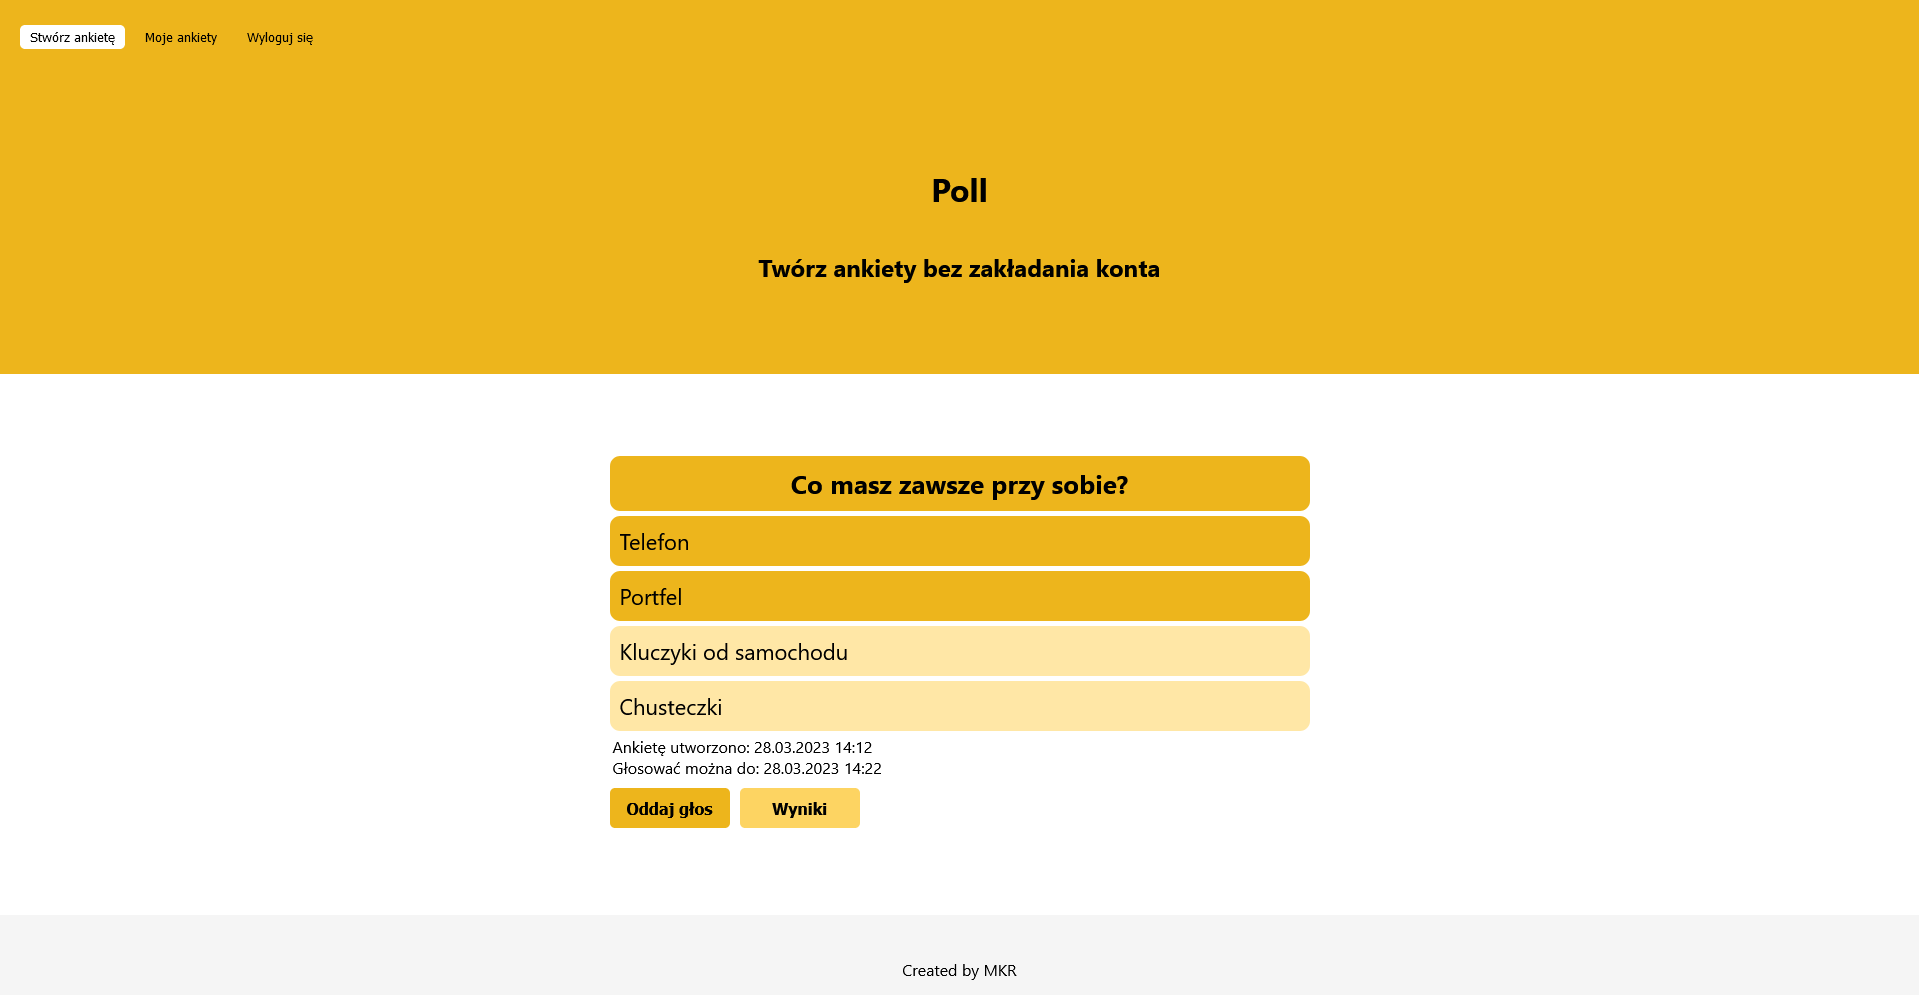 Stwórz ankietę Moje ankiety Wyloguj się
Poll
Twórz ankiety bez zakładania konta
Co masz zawsze przy sobie?
Telefon
Portfel
Kluczyki od samochodu
Chusteczki
Ankietę utworzono: 28.03.2023 14:12
Głosować można do: 28.03.2023 14:22
Oddaj głos Wyniki
Created by MKR